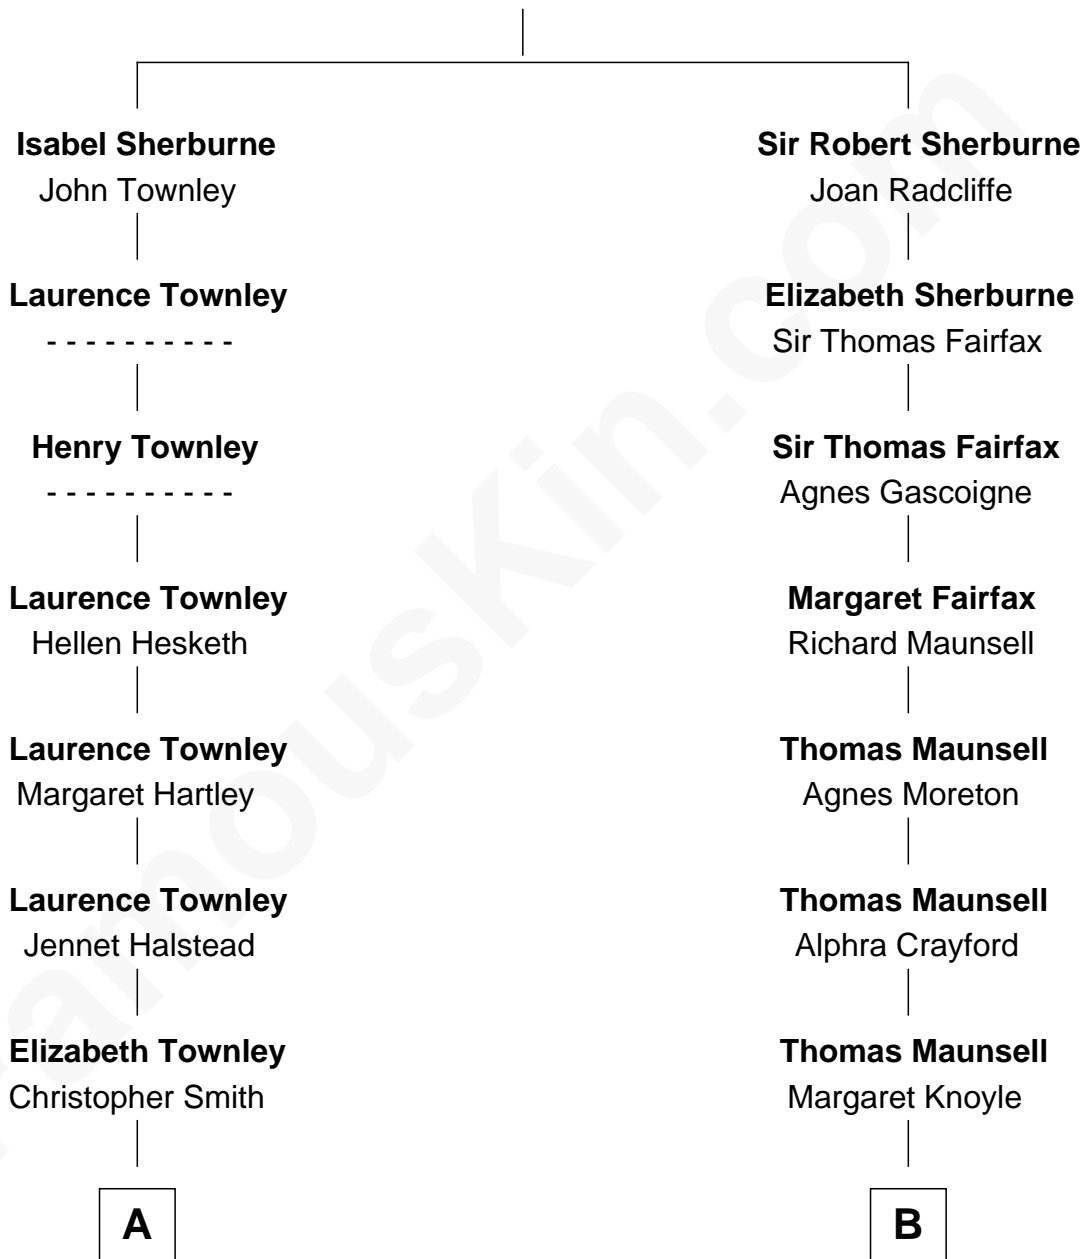 Isabel Sherburne
John Townley
Sir Robert Sherburne
Joan Radcliffe
Laurence Townley
- - - - - - - - - -
Elizabeth Sherburne
Sir Thomas Fairfax
Henry Townley
- - - - - - - - - -
Sir Thomas Fairfax
Agnes Gascoigne
Laurence Townley
Hellen Hesketh
Margaret Fairfax
Richard Maunsell
Laurence Townley
Margaret Hartley
Thomas Maunsell
Agnes Moreton
Laurence Townley
Jennet Halstead
Thomas Maunsell
Alphra Crayford
Elizabeth Townley
Christopher Smith
Thomas Maunsell
Margaret Knoyle
A
B
FamousKin.com